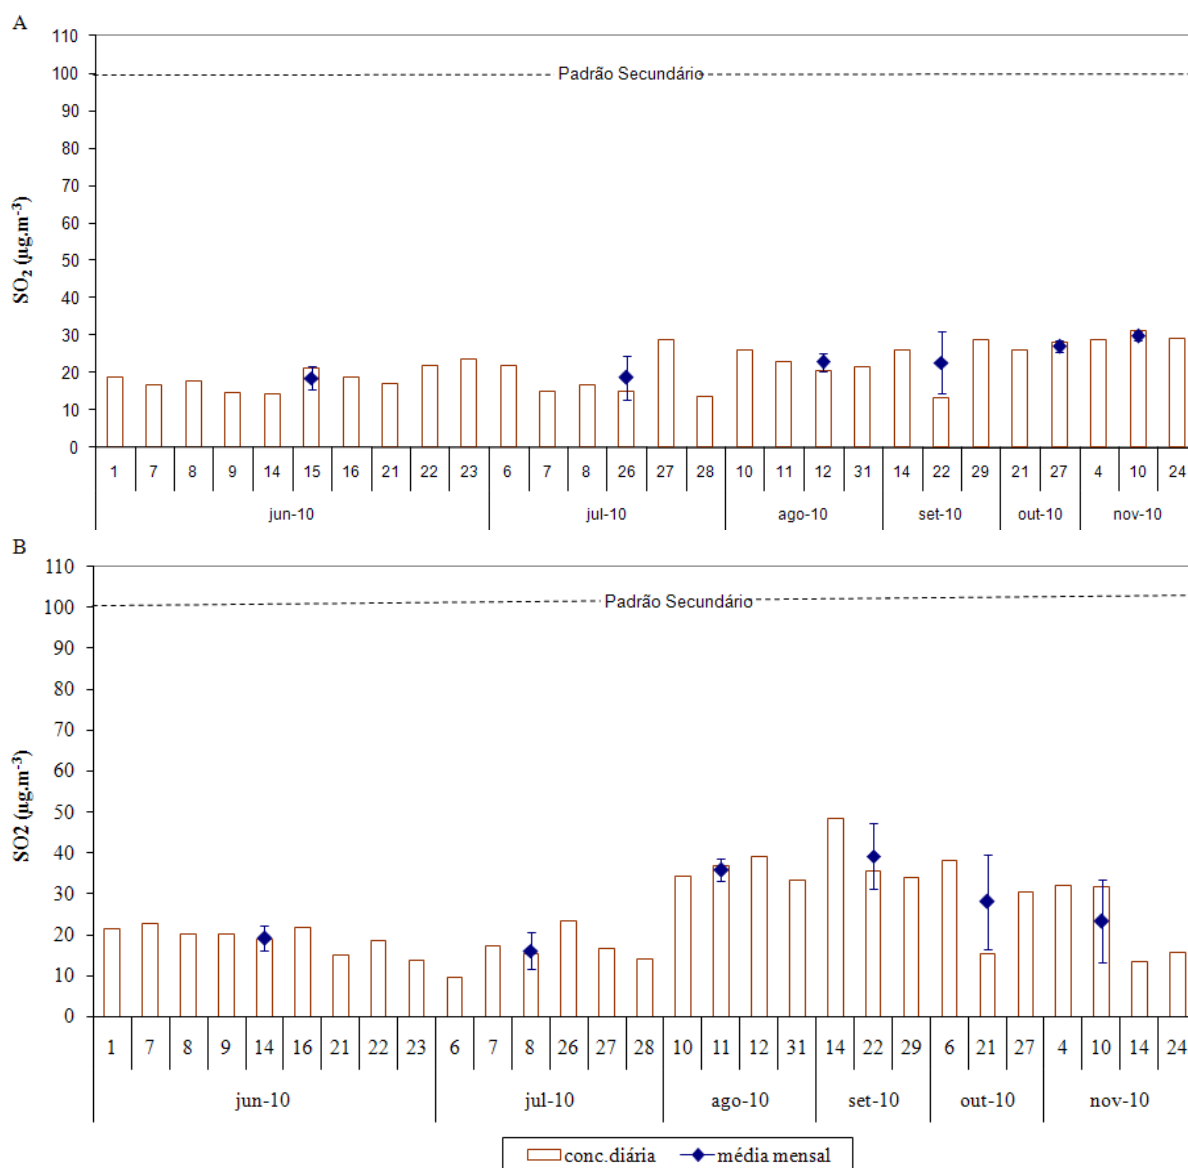 A
110
100
90
80
70
60
50
40
30
20
10
0
SO₂ (µg.m⁻³)
Padrão Secundário
1 7 8 9 14 15 16 21 22 23 6 7 8 26 27 28 10 11 12 31 14 22 29 21 27 4 10 24
jun-10 jul-10 ago-10 set-10 out-10 nov-10
B
110
100
90
80
70
60
50
40
30
20
10
0
SO2 (µg.m⁻³)
Padrão Secundário
1 7 8 9 14 16 21 22 23 6 7 8 26 27 28 10 11 12 31 14 22 29 6 21 27 4 10 14 24
jun-10 jul-10 ago-10 set-10 out-10 nov-10
conc.diária média mensal